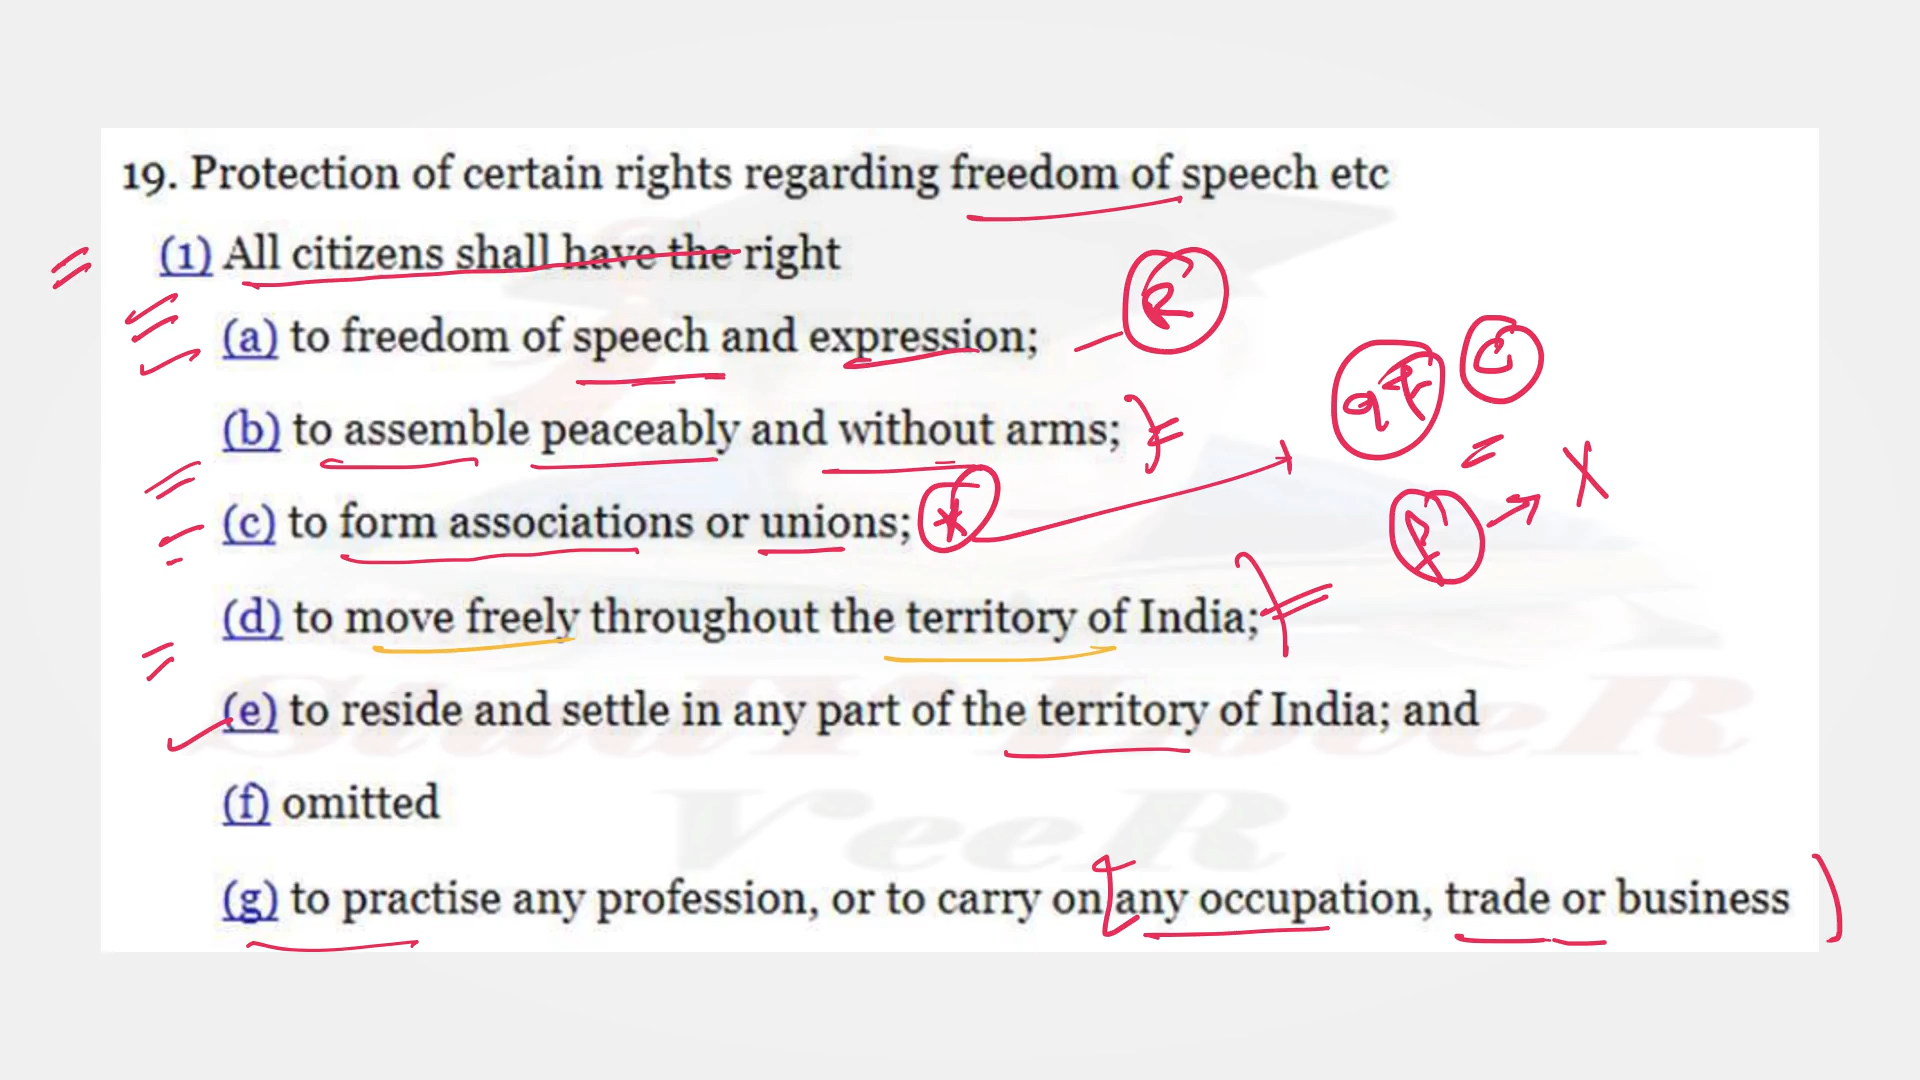 19. Protection of certain rights regarding freedom of speech etc
(1) All citizens shall have the right
(a) to freedom of speech and expression;
(b) to assemble peaceably and without arms;
(c) to form associations or unions;
(d) to move freely throughout the territory of India;
(e) to reside and settle in any part of the territory of India; and
(f) omitted
(g) to practise any profession, or to carry on any occupation, trade or business
StudY LoveR
VeeR